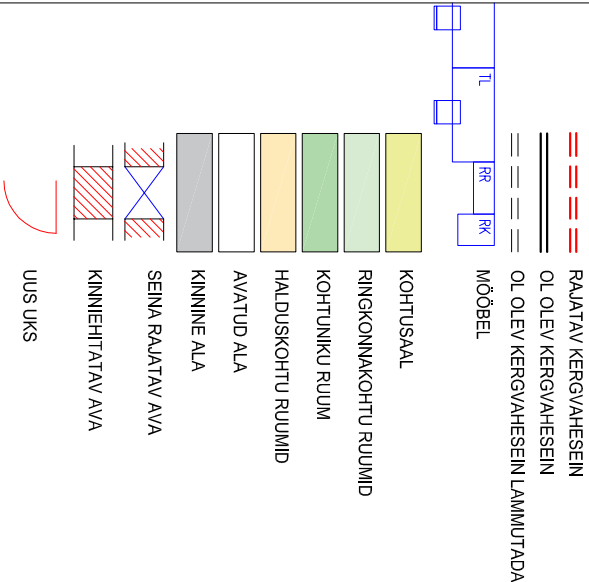 RAJATAV KERGVAHESEIN
OL OLEV KERGVAHESEIN
OL OLEV KERGVAHESEIN LAMMUTADA
TL
RR
RK
MÖÖBEL
KOHTUSAAL
RINGKONNAKOHTU RUUMID
KOHTUNIKU RUUM
HALDUSKOHTU RUUMID
AVATUD ALA
KINNINE ALA
SEINA RAJATAV AVA
KINNIEHITATAV AVA
UUS UKS